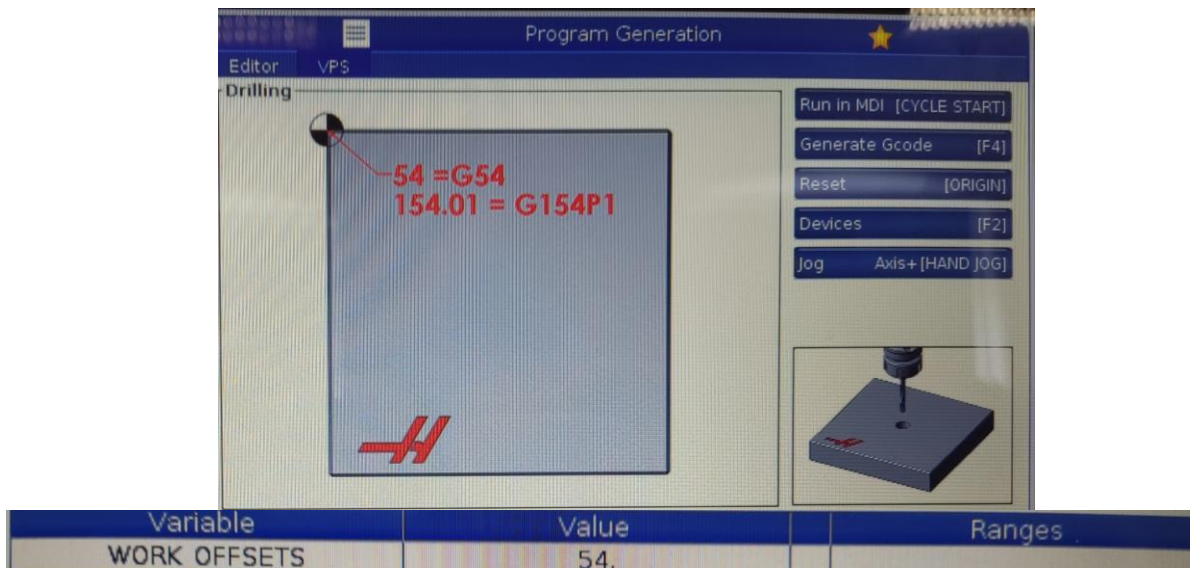 Program Generation
Editor VPS
Drilling
54 =G54
154.01 = G154P1
Run in MDI [CYCLE START]
Generate Gcode [F4]
Reset [ORIGIN]
Devices [F2]
Jog Axis+[HAND JOG]
Variable Value Ranges
WORK OFFSETS 54.